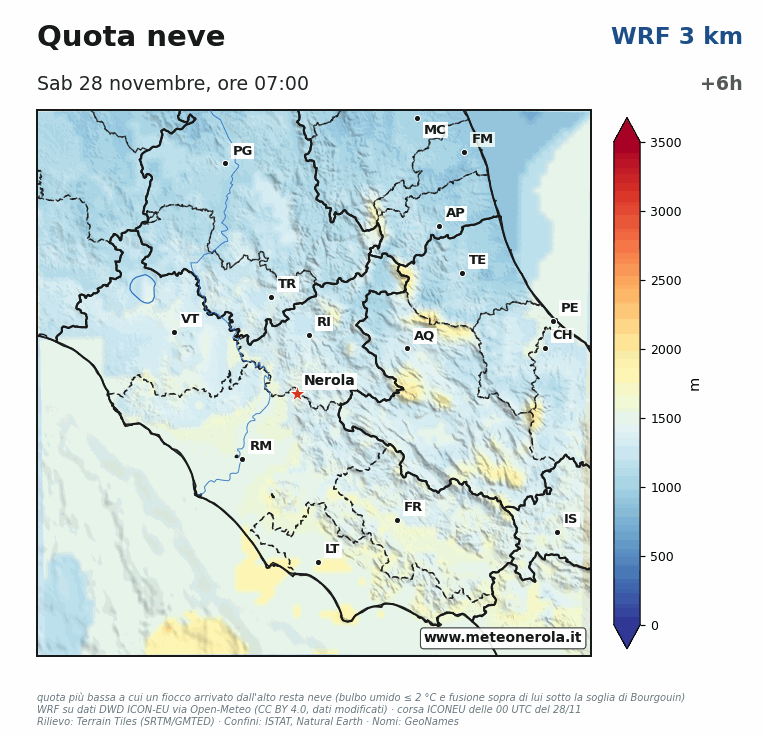 Quota neve
WRF 3 km
Sab 28 novembre, ore 07:00
+6h
MC
FM
PG
AP
TE
TR
PE
VT
RI
AQ
CH
Nerola
RM
FR
IS
LT
www.meteonerola.it
3500
3000
2500
2000
1500
1000
500
0
m
quota più bassa a cui un fiocco arrivato dall'alto resta neve (bulbo umido ≤ 2 °C e fusione sopra di lui sotto la soglia di Bourgouin)
WRF su dati DWD ICON-EU via Open-Meteo (CC BY 4.0, dati modificati) · corsa ICONEU delle 00 UTC del 28/11
Rilievo: Terrain Tiles (SRTM/GMTED) · Confini: ISTAT, Natural Earth · Nomi: GeoNames